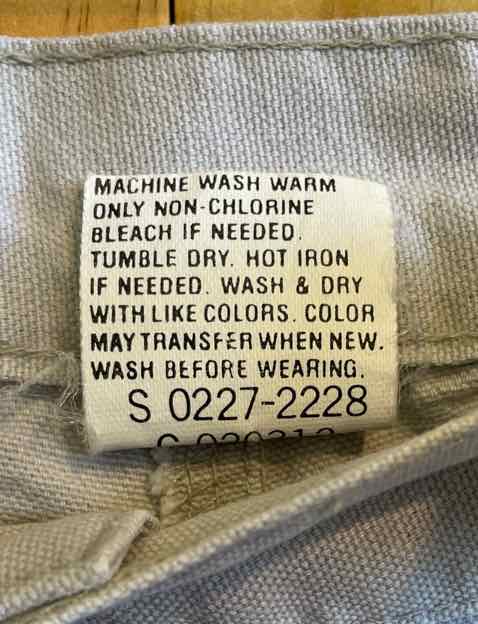 MACHINE WASH WARM
ONLY NON-CHLORINE
BLEACH IF NEEDED.
TUMBLE DRY. HOT IRON
IF NEEDED. WASH & DRY
WITH LIKE COLORS. COLOR
MAY TRANSFER WHEN NEW.
WASH BEFORE WEARING.
S 0227-2228